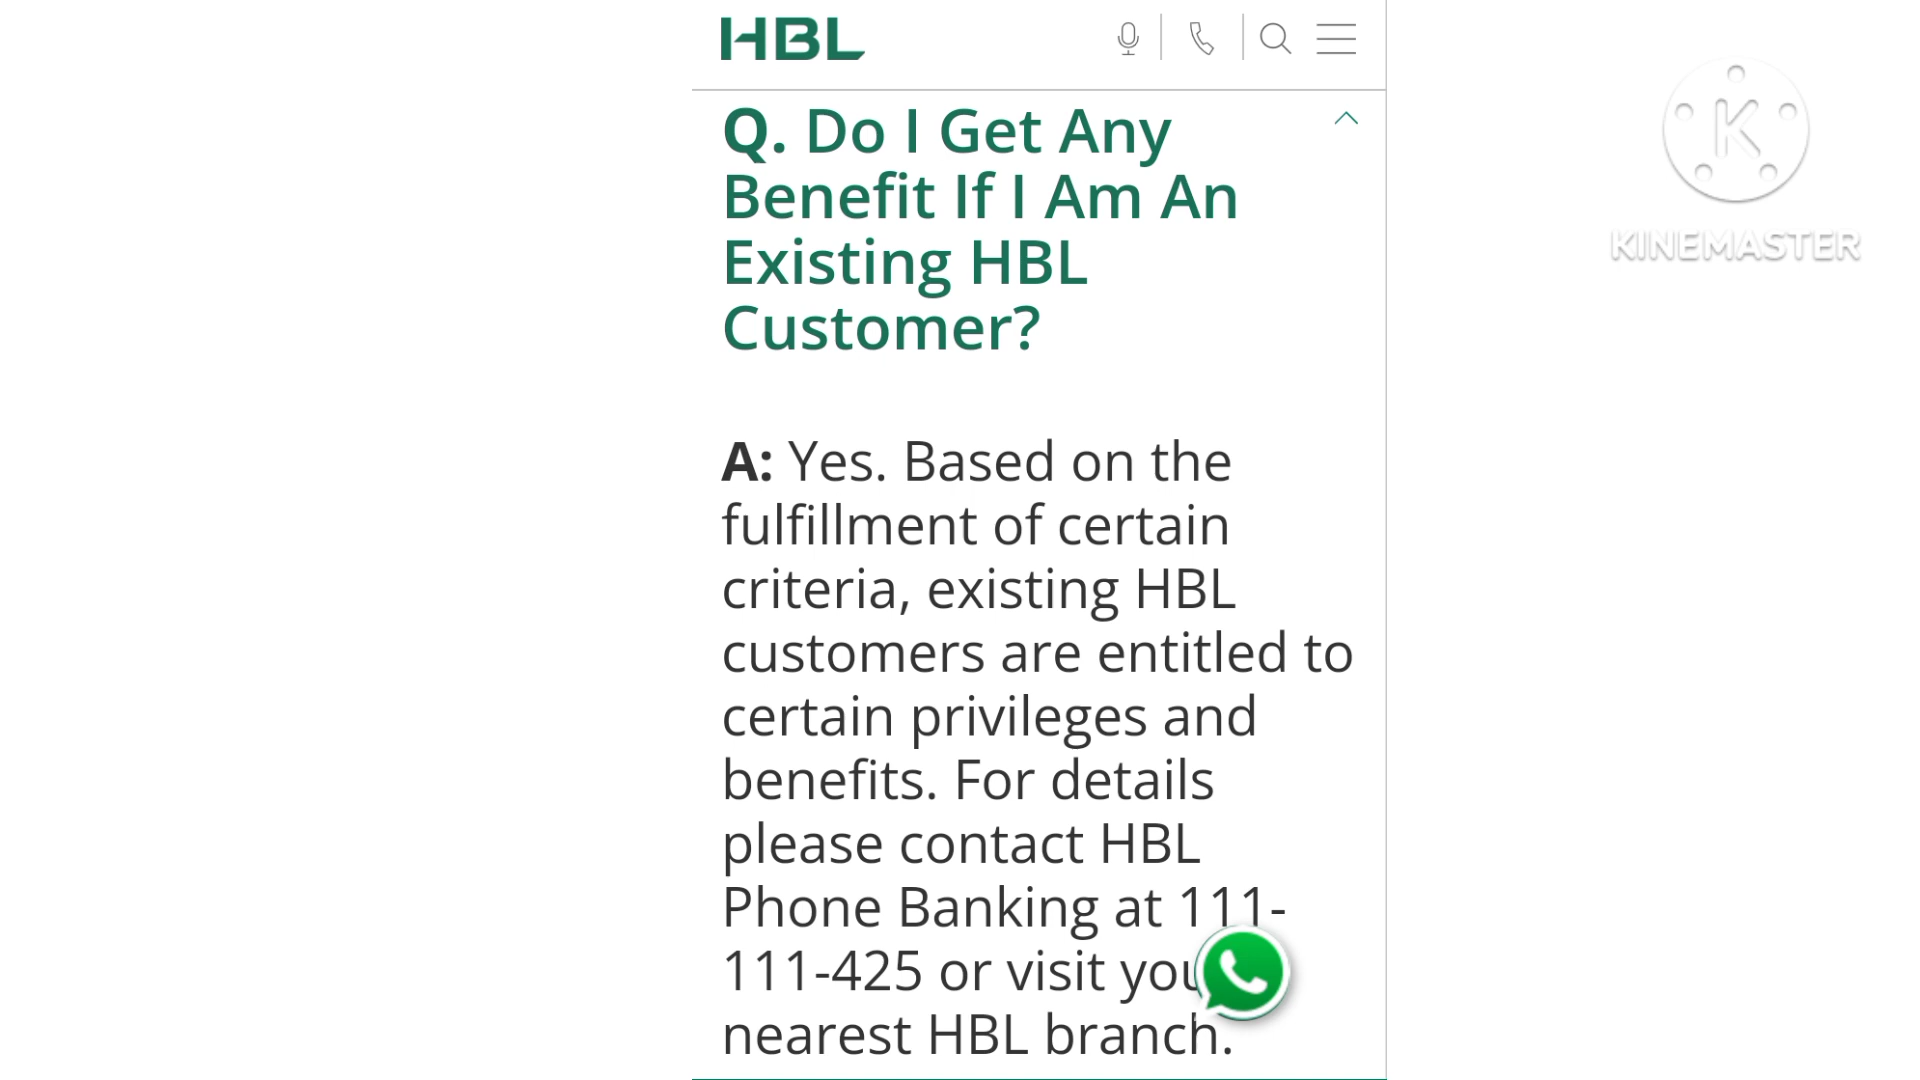 HBL
Q. Do I Get Any
Benefit If I Am An
Existing HBL
Customer?
A: Yes. Based on the
fulfillment of certain
criteria, existing HBL
customers are entitled to
certain privileges and
benefits. For details
please contact HBL
Phone Banking at 111-
111-425 or visit you
nearest HBL branch.
K
KINEMASTER